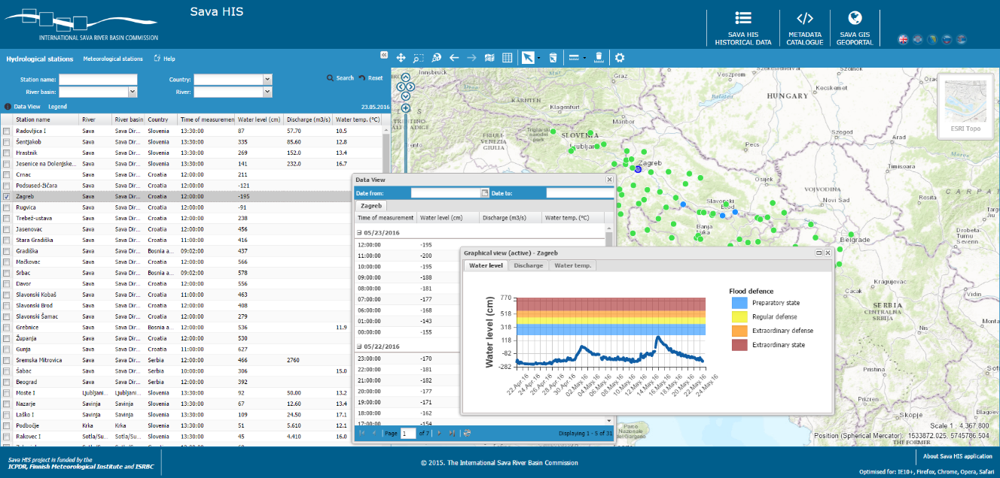 Sava HIS
INTERNATIONAL SAVA RIVER BASIN COMMISSION
SAVA HIS
HISTORICAL DATA
METADATA
CATALOGUE
SAVA GIS
GEOPORTAL
Hydrological stations Meteorological stations Help
Station name: Country: Search Reset
River basin: River:
Data View Legend 23.05.2016
Station name River River basin Country Time of measuremen Water level (cm) Discharge (m3/s) Water temp. (°C)
Radovljica I Sava Sava Dir... Slovenia 13:30:00 87 57.70 10.5
Šentjakob Sava Sava Dir... Slovenia 13:30:00 335 85.60 12.8
Hrastnik Sava Sava Dir... Slovenia 13:30:00 269 152.0 13.4
Jesenice na Dolenjske... Sava Sava Dir... Slovenia 13:30:00 141 232.0 16.7
Crnac Sava Sava Dir... Croatia 12:00:00 211
Podsused-žičara Sava Sava Dir... Croatia 12:00:00 -121
Zagreb Sava Sava Dir... Croatia 12:00:00 -195
Rugvica Sava Sava Dir... Croatia 12:00:00 -91
Trebež-ustava Sava Sava Dir... Croatia 12:00:00 238
Jasenovac Sava Sava Dir... Croatia 12:00:00 456
Stara Gradiška Sava Sava Dir... Croatia 11:00:00 416
Gradiška Sava Sava Dir... Bosnia a... 09:02:00 437
Mačkovac Sava Sava Dir... Croatia 12:00:00 566
Srbac Sava Sava Dir... Bosnia a... 09:02:00 578
Davor Sava Sava Dir... Croatia 12:00:00 556
Slavonski Kobaš Sava Sava Dir... Croatia 11:00:00 463
Slavonski Brod Sava Sava Dir... Croatia 12:00:00 408
Slavonski Šamac Sava Sava Dir... Croatia 12:00:00 279
Grebnice Sava Sava Dir... Bosnia a... 12:00:00 536 11.9
Županja Sava Sava Dir... Croatia 12:00:00 530
Gunja Sava Sava Dir... Croatia 11:00:00 627
Sremska Mitrovica Sava Sava Dir... Serbia 12:00:00 466 2760
Šabac Sava Sava Dir... Serbia 10:00:00 306 15.0
Beograd Sava Sava Dir... Serbia 12:00:00 392
Moste I Ljubljani... Ljubljani... Slovenia 13:30:00 92 50.00 13.2
Nazarje Savinja Savinja Slovenia 13:30:00 67 12.60 13.4
Laško I Savinja Savinja Slovenia 13:30:00 109 24.50 17.1
Podbočje Krka Krka Slovenia 13:30:00 51 5.610 12.1
Rakovec I Sotla/Su... Sotla/Su... Slovenia 13:30:00 45 4.410 16.0
Innsbruck
Graz
Veszprem
Szolnok
Kecskemet
HUNGARY
Balaton
KÄRNTEN
Klagenfurt
Maribor
SLOVENIA
Ljubljana
FRIULI-
VENEZIA
GIULIA
Triglavski
narodni
park
Zagreb
Pecs
Szeged
Arad
Timisoara
Osijek
VOJVODINA
Novi Sad
Resita
CARPAT
Slavonski
Brod
Banja
Luka
Belgrade
Drobeta-
Turnu
Severin
Kragujevac
Cacak
SERBIA
CENTRALNA
SRBIJA
Nis
Pristina
Prizren
Skopje
Blagoev
THE FORMER
Parco
Nazionale
del Gargano
ESRI Topo
Data View
Date from: Date to:
Zagreb
Time of measurement Water level (cm) Discharge (m3/s) Water temp. (°C)
05/23/2016
12:00:00 -195
11:00:00 -200
10:00:00 -195
09:00:00 -188
08:00:00 -181
07:00:00 -177
06:00:00 -168
01:00:00 -143
00:00:00 -155
05/22/2016
23:00:00 -170
22:00:00 -181
21:00:00 -182
20:00:00 -177
19:00:00 -171
18:00:00 -162
17:00:00 -154
Page 1 of 7 Displaying 1 - 5 of 31
Graphical view (active) - Zagreb
Water level Discharge Water temp.
Water level (cm)
770
518
318
118
-82
-282
22.Apr.16
24.Apr.16
26.Apr.16
28.Apr.16
30.Apr.16
02.May.16
04.May.16
06.May.16
08.May.16
10.May.16
12.May.16
14.May.16
16.May.16
18.May.16
20.May.16
22.May.16
24.May.16
Flood defence
Preparatory state
Regular defense
Extraordinary defense
Extraordinary state
Scale 1 : 4,367,800
Position (Spherical Mercator): 1533872.025, 5745786.504
Sava HIS project is funded by the
ICPDR, Finnish Meteorological Institute and ISRBC
© 2015. The International Sava River Basin Commission
About Sava HIS application
Optimised for: IE10+, Firefox, Chrome, Opera, Safari